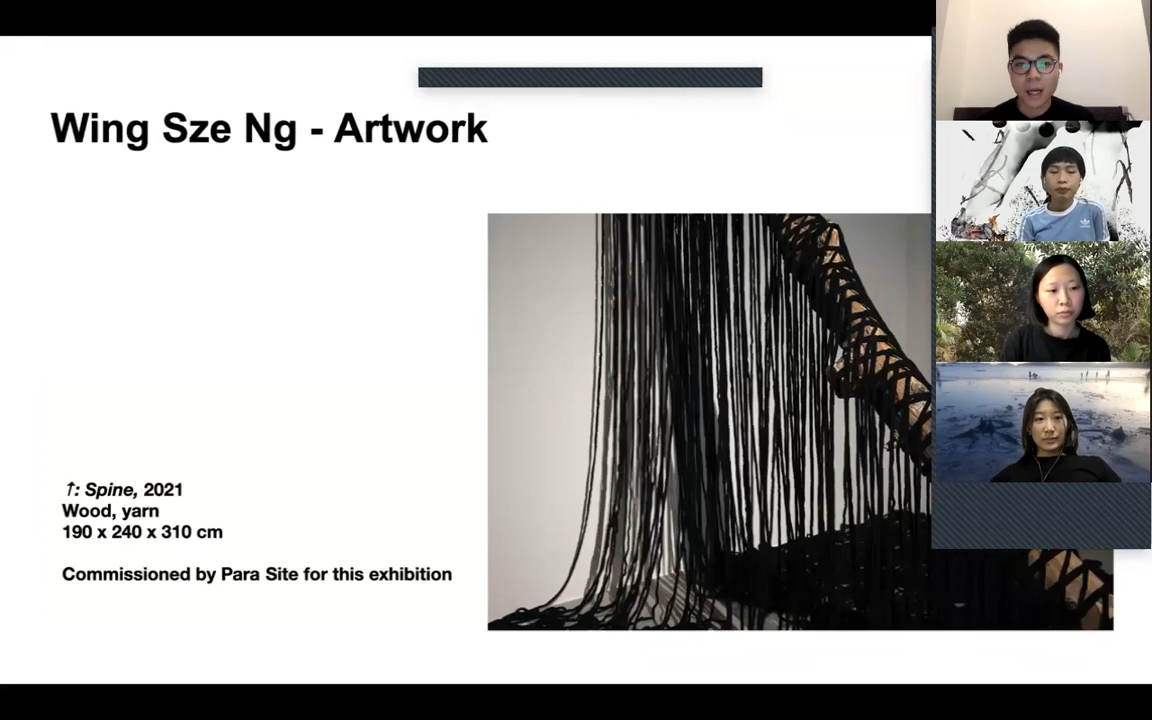 Wing Sze Ng - Artwork
⤒: Spine, 2021
Wood, yarn
190 x 240 x 310 cm
Commissioned by Para Site for this exhibition